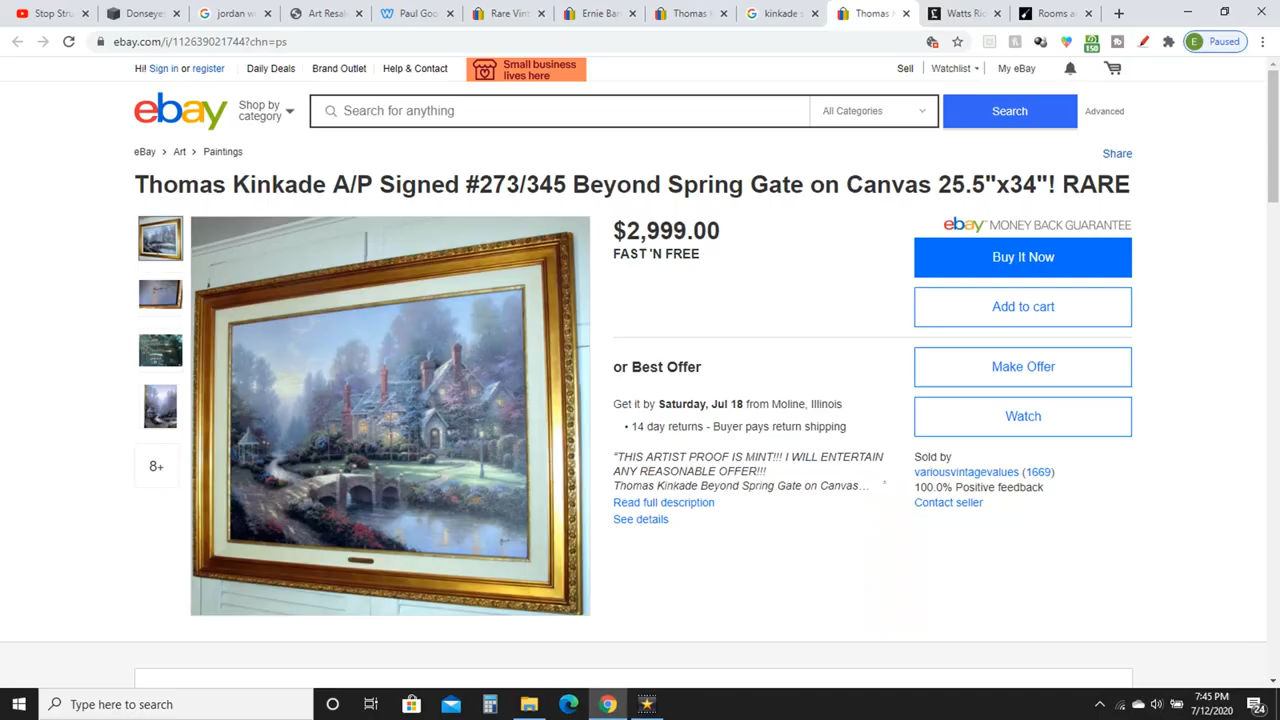 Stop Stru
Donseye
jordan w
Art Resal
Paul Goo
Rare Vint
Ernie Bar
Thomas K
kinkade s
Thomas K
Watts Ric
Rooms a
ebay.com/i/112639021744?chn=ps
150
E Paused
Hi! Sign in or register
Daily Deals
Brand Outlet
Help & Contact
Small business
lives here
Sell
Watchlist
My eBay
ebay
Shop by
category
Search for anything
All Categories
Search
Advanced
eBay > Art > Paintings
Share
Thomas Kinkade A/P Signed #273/345 Beyond Spring Gate on Canvas 25.5"x34"! RARE
8+
$2,999.00
FAST 'N FREE
or Best Offer
Get it by Saturday, Jul 18 from Moline, Illinois
• 14 day returns - Buyer pays return shipping
"THIS ARTIST PROOF IS MINT!!! I WILL ENTERTAIN
ANY REASONABLE OFFER!!!
Thomas Kinkade Beyond Spring Gate on Canvas...
Read full description
See details
ebay MONEY BACK GUARANTEE
Buy It Now
Add to cart
Make Offer
Watch
Sold by
variousvintagevalues (1669)
100.0% Positive feedback
Contact seller
Type here to search
7:45 PM
7/12/2020
24